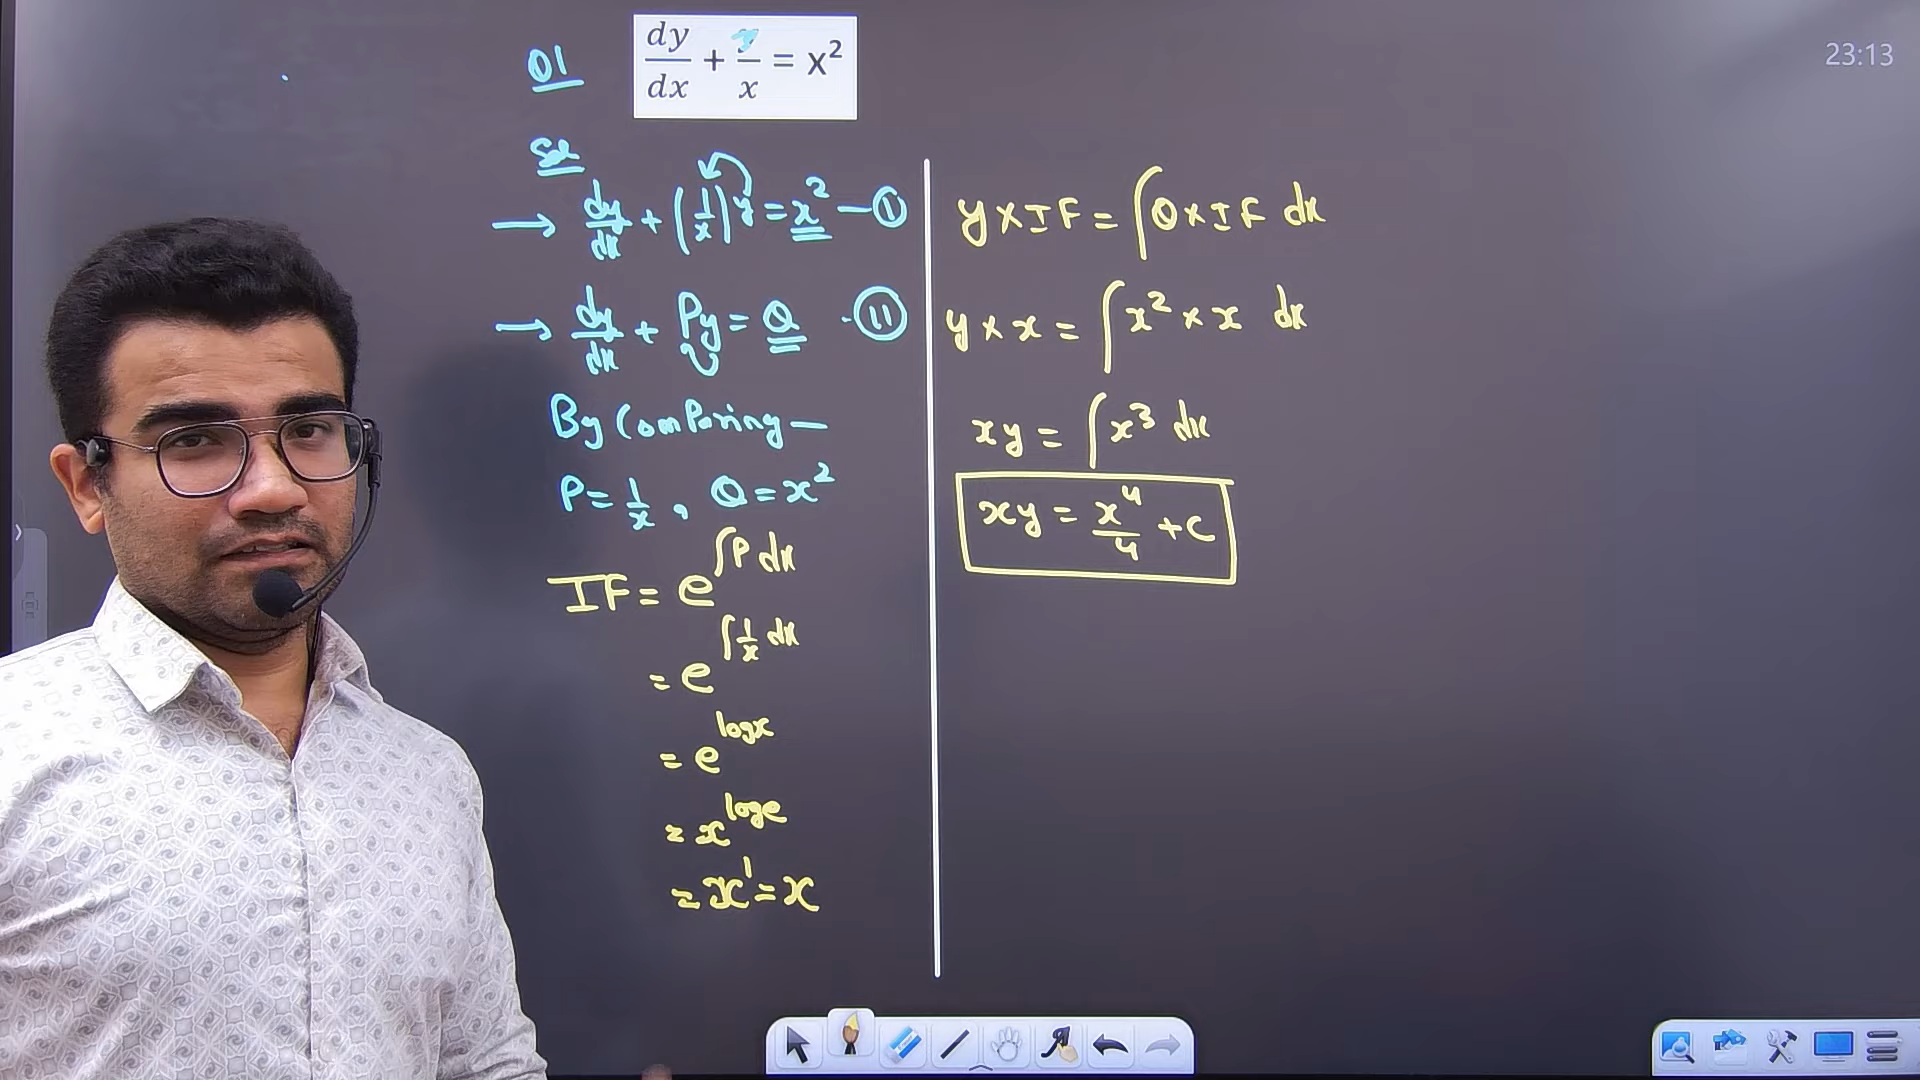 Q1 dy/dx + y/x = x²
Sol
→ dy/dx + (1/x)y = x² — ①
→ dy/dx + Py = Q - ⑪
By Comparing —
P = 1/x, Q = x²
IF = e^∫P dx
= e^∫1/x dx
= e^logx
= x^loge
= x¹ = x
y × IF = ∫Q × IF dx
y × x = ∫x² × x dx
xy = ∫x³ dx
xy = x⁴/4 + c
23:13